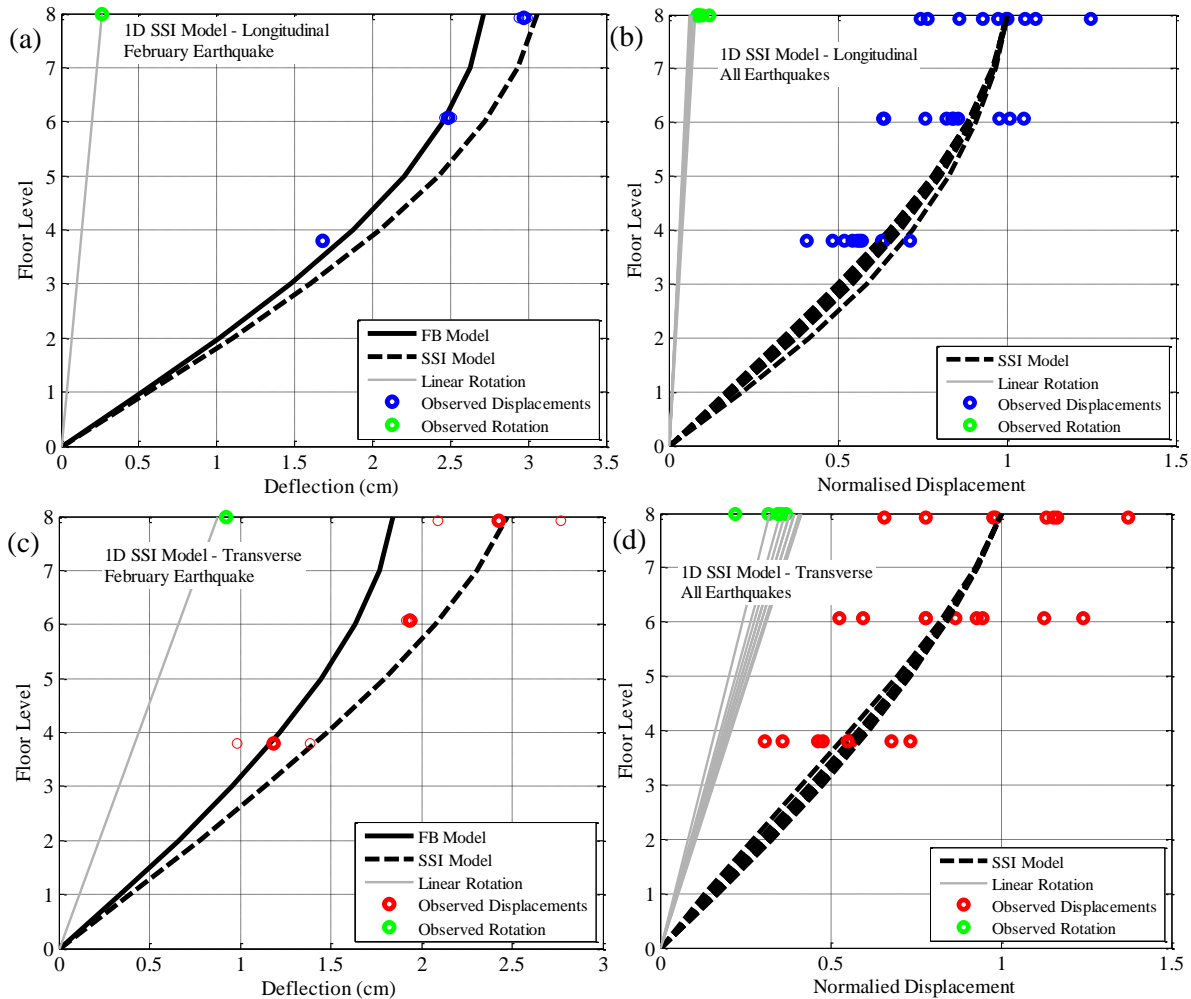 (a)
1D SSI Model - Longitudinal
February Earthquake
8
7
6
5
4
3
2
1
0
Floor Level
FB Model
SSI Model
Linear Rotation
Observed Displacements
Observed Rotation
0 0.5 1 1.5 2 2.5 3 3.5
Deflection (cm)
(b)
1D SSI Model - Longitudinal
All Earthquakes
8
7
6
5
4
3
2
1
0
Floor Level
SSI Model
Linear Rotation
Observed Displacements
Observed Rotation
0 0.5 1 1.5
Normalised Displacement
(c)
1D SSI Model - Transverse
February Earthquake
8
7
6
5
4
3
2
1
0
Floor Level
FB Model
SSI Model
Linear Rotation
Observed Displacements
Observed Rotation
0 0.5 1 1.5 2 2.5 3
Deflection (cm)
(d)
1D SSI Model - Transverse
All Earthquakes
8
7
6
5
4
3
2
1
0
Floor Level
SSI Model
Linear Rotation
Observed Displacements
Observed Rotation
0 0.5 1 1.5
Normalied Displacement